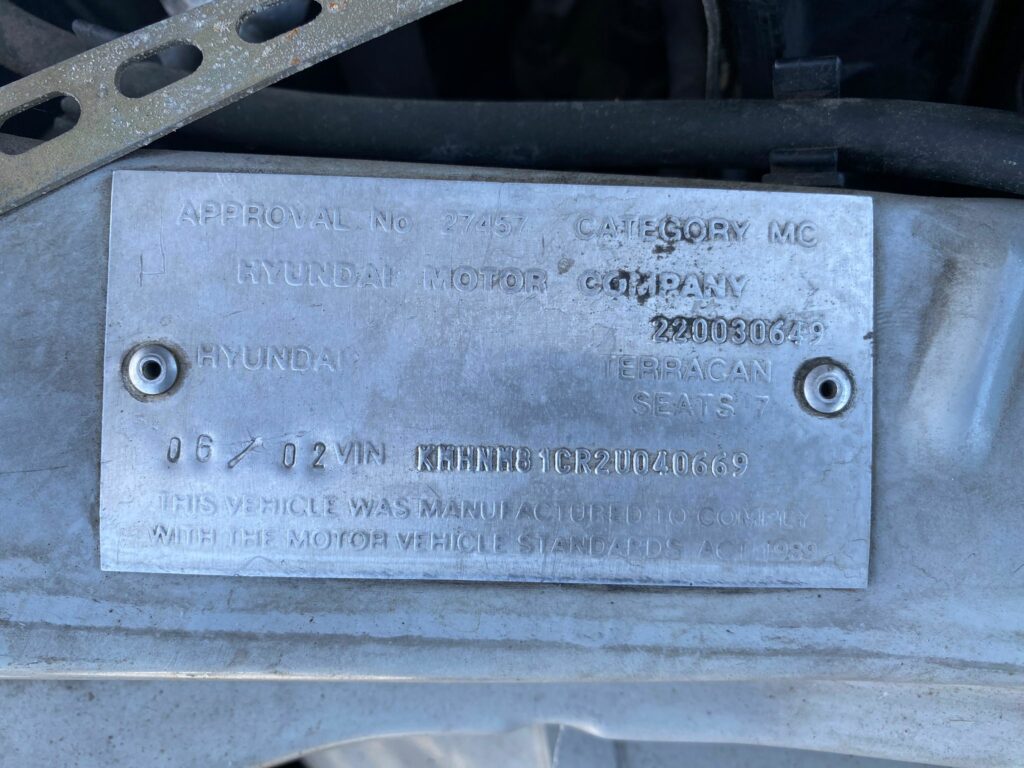 APPROVAL No 27457 CATEGORY MC
HYUNDAI MOTOR COMPANY
220030649
HYUNDAI TERRACAN
SEATS 7
06 / 02 VIN KMHNM81CR2U040669
THIS VEHICLE WAS MANUFACTURED TO COMPLY
WITH THE MOTOR VEHICLE STANDARDS ACT 1989